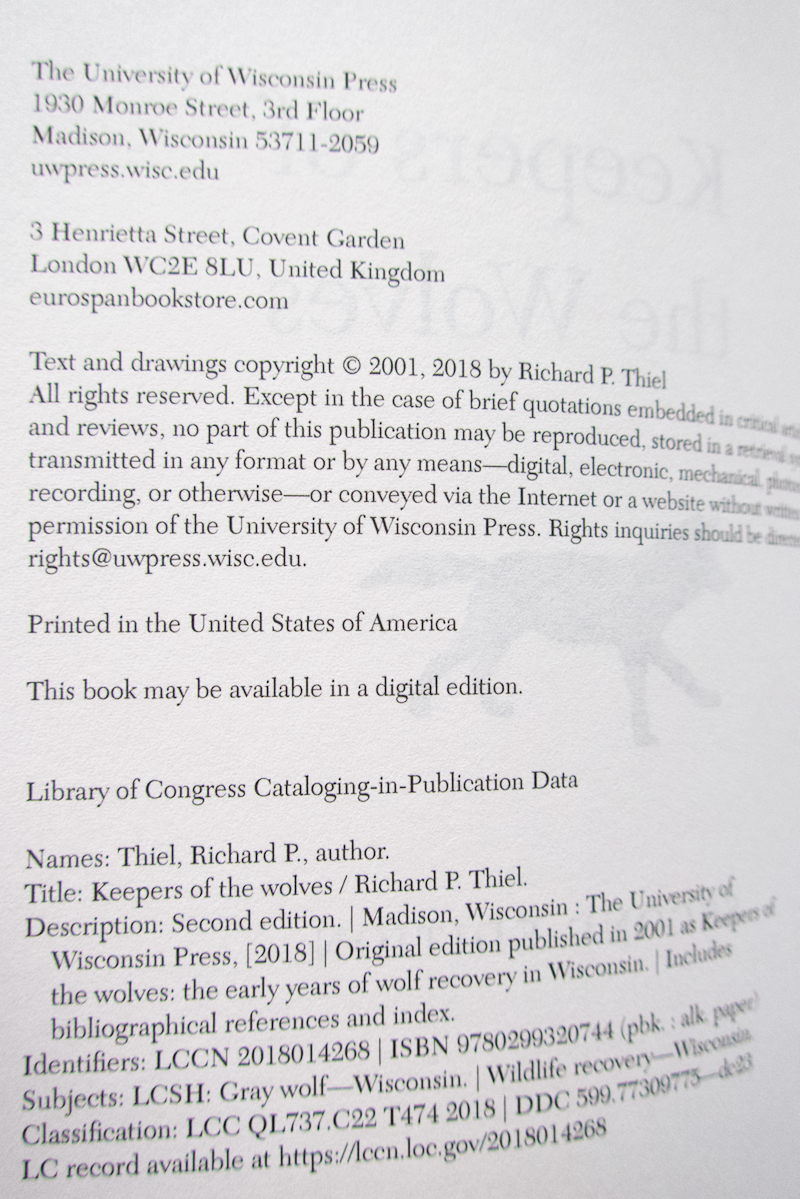 The University of Wisconsin Press
1930 Monroe Street, 3rd Floor
Madison, Wisconsin 53711-2059
uwpress.wisc.edu
3 Henrietta Street, Covent Garden
London WC2E 8LU, United Kingdom
eurospanbookstore.com
Text and drawings copyright © 2001, 2018 by Richard P. Thiel
All rights reserved. Except in the case of brief quotations embedded in critical
and reviews, no part of this publication may be reproduced, stored in a retrieval
transmitted in any format or by any means—digital, electronic, mechanical,
recording, or otherwise—or conveyed via the Internet or a website without
permission of the University of Wisconsin Press. Rights inquiries should be
rights@uwpress.wisc.edu.
Printed in the United States of America
This book may be available in a digital edition.
Library of Congress Cataloging-in-Publication Data
Names: Thiel, Richard P., author.
Title: Keepers of the wolves / Richard P. Thiel.
Description: Second edition. | Madison, Wisconsin : The University of
Wisconsin Press, [2018] | Original edition published in 2001 as Keepers of
the wolves: the early years of wolf recovery in Wisconsin. | Includes
bibliographical references and index.
Identifiers: LCCN 2018014268 | ISBN 9780299320744 (pbk. : alk. paper)
Subjects: LCSH: Gray wolf—Wisconsin. | Wildlife recovery—Wisconsin.
Classification: LCC QL737.C22 T474 2018 | DDC 599.77309775—dc23
LC record available at https://lccn.loc.gov/2018014268
Keepers of
the Wolves